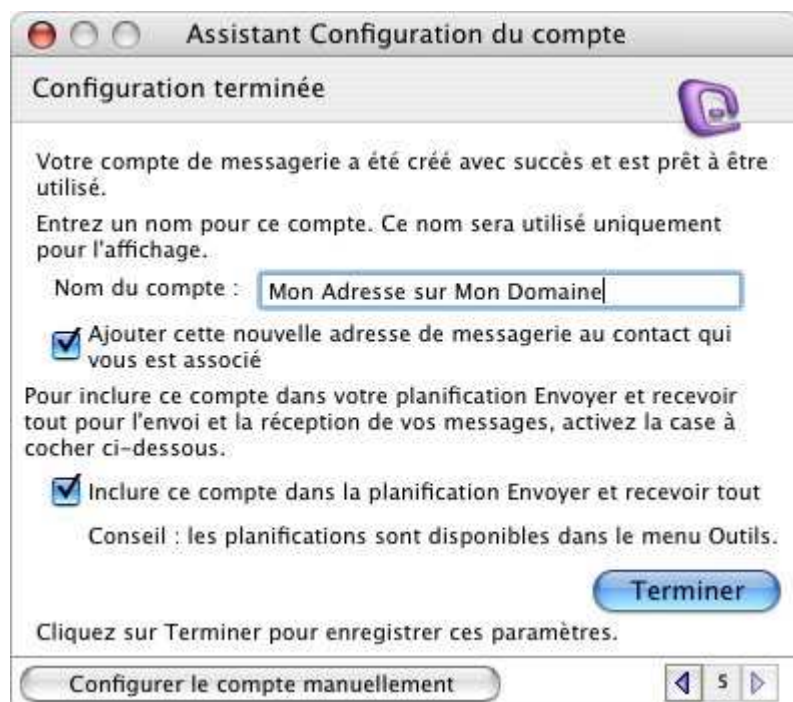 Assistant Configuration du compte
Configuration terminée
Votre compte de messagerie a été créé avec succès et est prêt à être
utilisé.
Entrez un nom pour ce compte. Ce nom sera utilisé uniquement
pour l'affichage.
Nom du compte : Mon Adresse sur Mon Domaine
Ajouter cette nouvelle adresse de messagerie au contact qui
vous est associé
Pour inclure ce compte dans votre planification Envoyer et recevoir
tout pour l'envoi et la réception de vos messages, activez la case à
cocher ci-dessous.
Inclure ce compte dans la planification Envoyer et recevoir tout
Conseil : les planifications sont disponibles dans le menu Outils.
Terminer
Cliquez sur Terminer pour enregistrer ces paramètres.
Configurer le compte manuellement 5